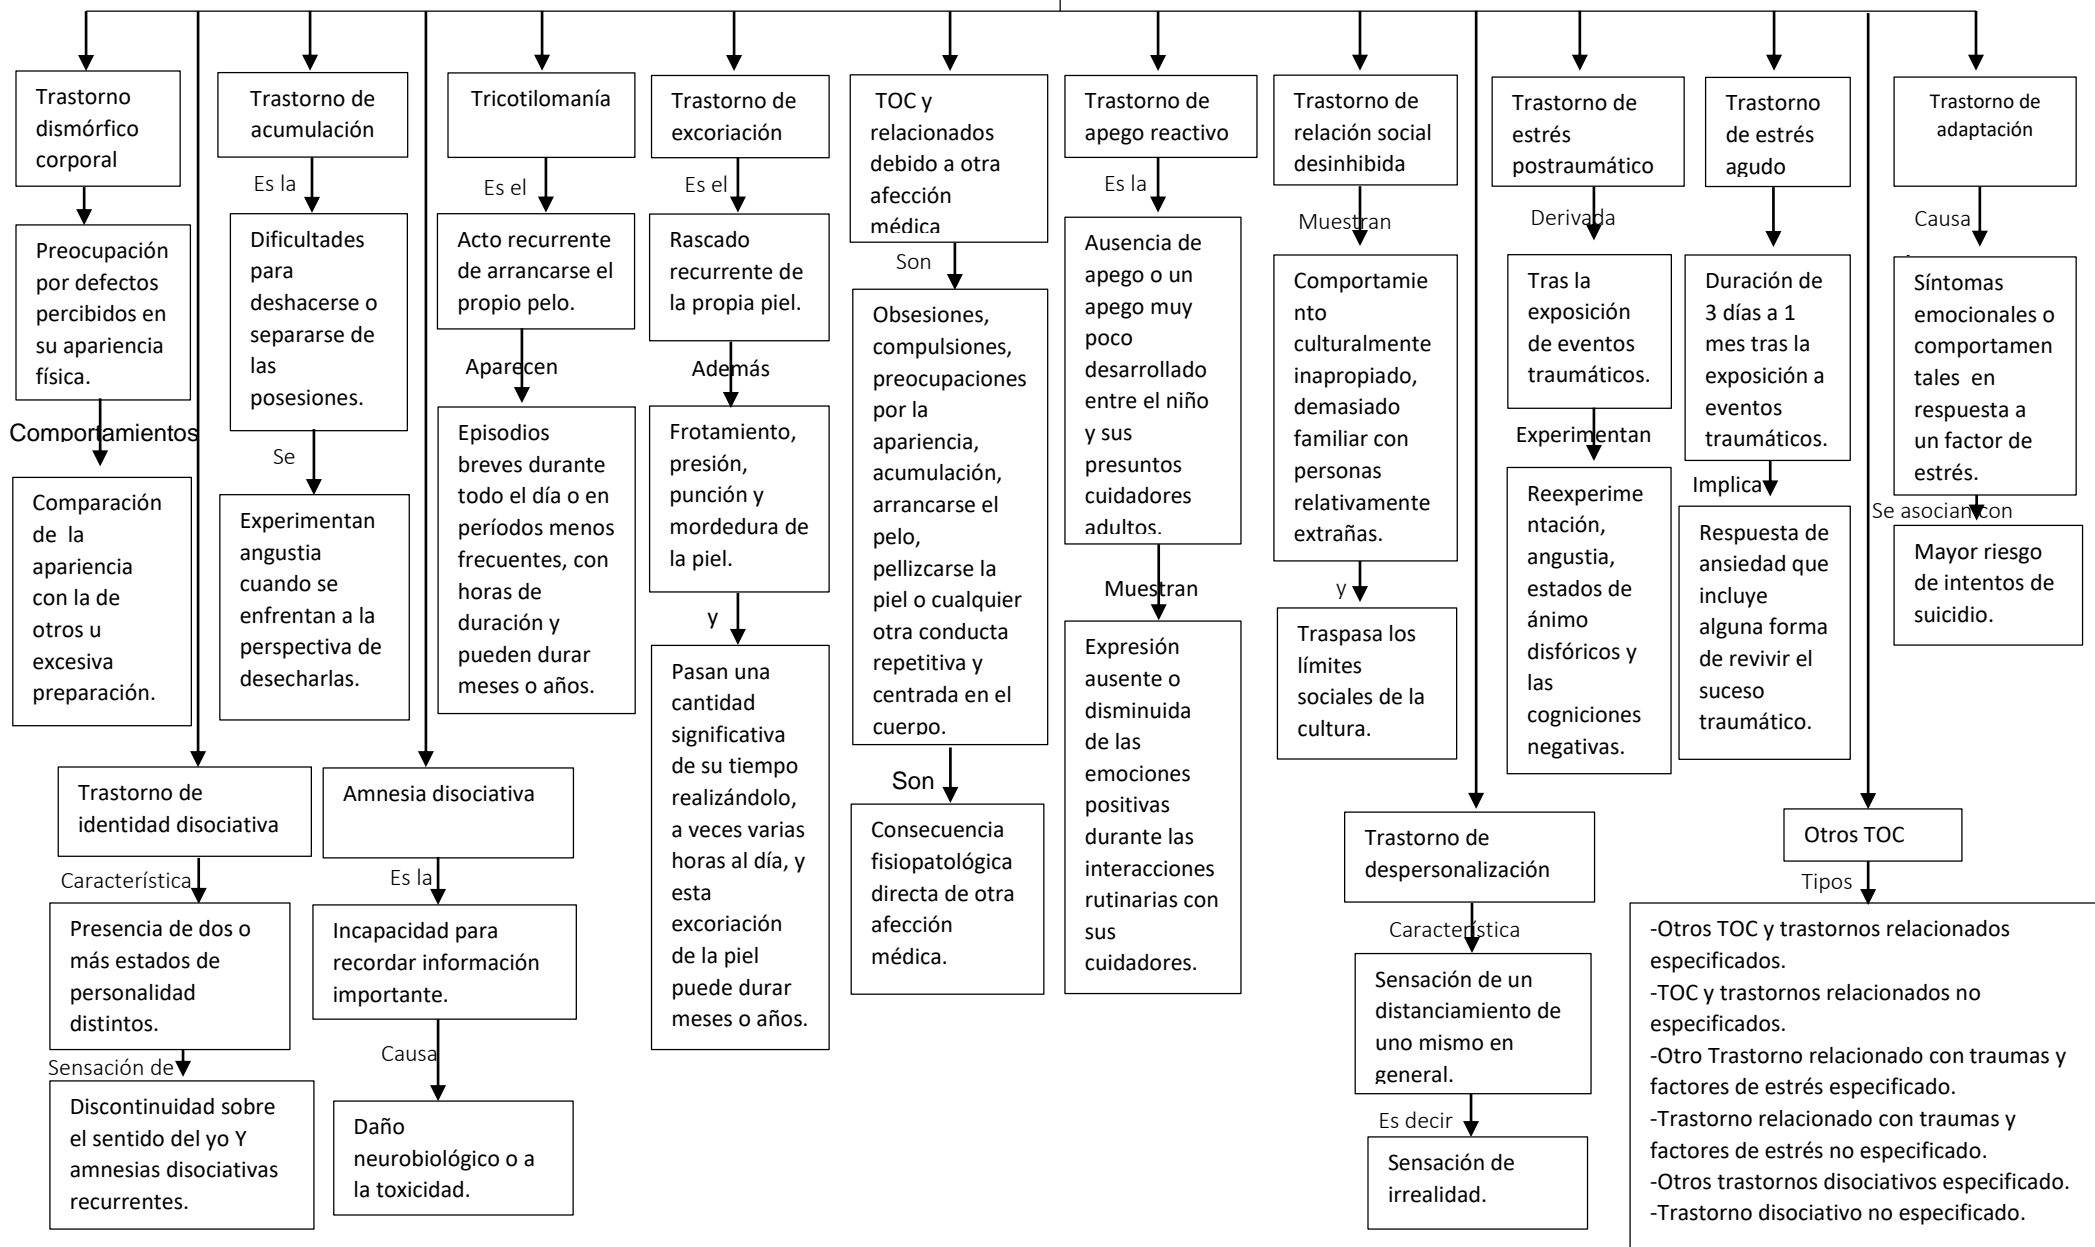 Trastorno
dismórfico
corporal
Preocupación
por defectos
percibidos en
su apariencia
física.
Comportamientos
Comparación
de la
apariencia
con la de
otros u
excesiva
preparación.
Trastorno de
acumulación
Es la
Dificultades
para
deshacerse o
separarse de
las
posesiones.
Se
Experimentan
angustia
cuando se
enfrentan a la
perspectiva de
desecharlas.
Tricotilomanía
Es el
Acto recurrente
de arrancarse el
propio pelo.
Aparecen
Episodios
breves durante
todo el día o en
períodos menos
frecuentes, con
horas de
duración y
pueden durar
meses o años.
Trastorno de
excoriación
Es el
Rascado
recurrente de
la propia piel.
Además
Frotamiento,
presión,
punción y
mordedura de
la piel.
y
Pasan una
cantidad
significativa
de su tiempo
realizándolo,
a veces varias
horas al día, y
esta
excoriación
de la piel
puede durar
meses o años.
TOC y
relacionados
debido a otra
afección
médica
Son
Obsesiones,
compulsiones,
preocupaciones
por la
apariencia,
acumulación,
arrancarse el
pelo,
pellizcarse la
piel o cualquier
otra conducta
repetitiva y
centrada en el
cuerpo.
Son
Consecuencia
fisiopatológica
directa de otra
afección
médica.
Trastorno de
apego reactivo
Es la
Ausencia de
apego o un
apego muy
poco
desarrollado
entre el niño
y sus
presuntos
cuidadores
adultos.
Muestran
Expresión
ausente o
disminuida
de las
emociones
positivas
durante las
interacciones
rutinarias con
sus
cuidadores.
Trastorno de
relación social
desinhibida
Muestran
Comportamie
nto
culturalmente
inapropiado,
demasiado
familiar con
personas
relativamente
extrañas.
y
Traspasa los
límites
sociales de la
cultura.
Trastorno de
estrés
postraumático
Derivada
Tras la
exposición
de eventos
traumáticos.
Experimentan
Reexperime
ntación,
angustia,
estados de
ánimo
disfóricos y
las
cogniciones
negativas.
Trastorno
de estrés
agudo
Duración de
3 días a 1
mes tras la
exposición a
eventos
traumáticos.
Implica
Respuesta de
ansiedad que
incluye
alguna forma
de revivir el
suceso
traumático.
Trastorno de
adaptación
Causa
Síntomas
emocionales o
comportamen
tales en
respuesta a
un factor de
estrés.
Se asocian con
Mayor riesgo
de intentos de
suicidio.
Trastorno de
identidad disociativa
Característica
Presencia de dos o
más estados de
personalidad
distintos.
Sensación de
Discontinuidad sobre
el sentido del yo Y
amnesias disociativas
recurrentes.
Amnesia disociativa
Es la
Incapacidad para
recordar información
importante.
Causa
Daño
neurobiológico o a
la toxicidad.
Trastorno de
despersonalización
Característica
Sensación de un
distanciamiento de
uno mismo en
general.
Es decir
Sensación de
irrealidad.
Otros TOC
Tipos
-Otros TOC y trastornos relacionados
especificados.
-TOC y trastornos relacionados no
especificados.
-Otro Trastorno relacionado con traumas y
factores de estrés especificado.
-Trastorno relacionado con traumas y
factores de estrés no especificado.
-Otros trastornos disociativos especificado.
-Trastorno disociativo no especificado.